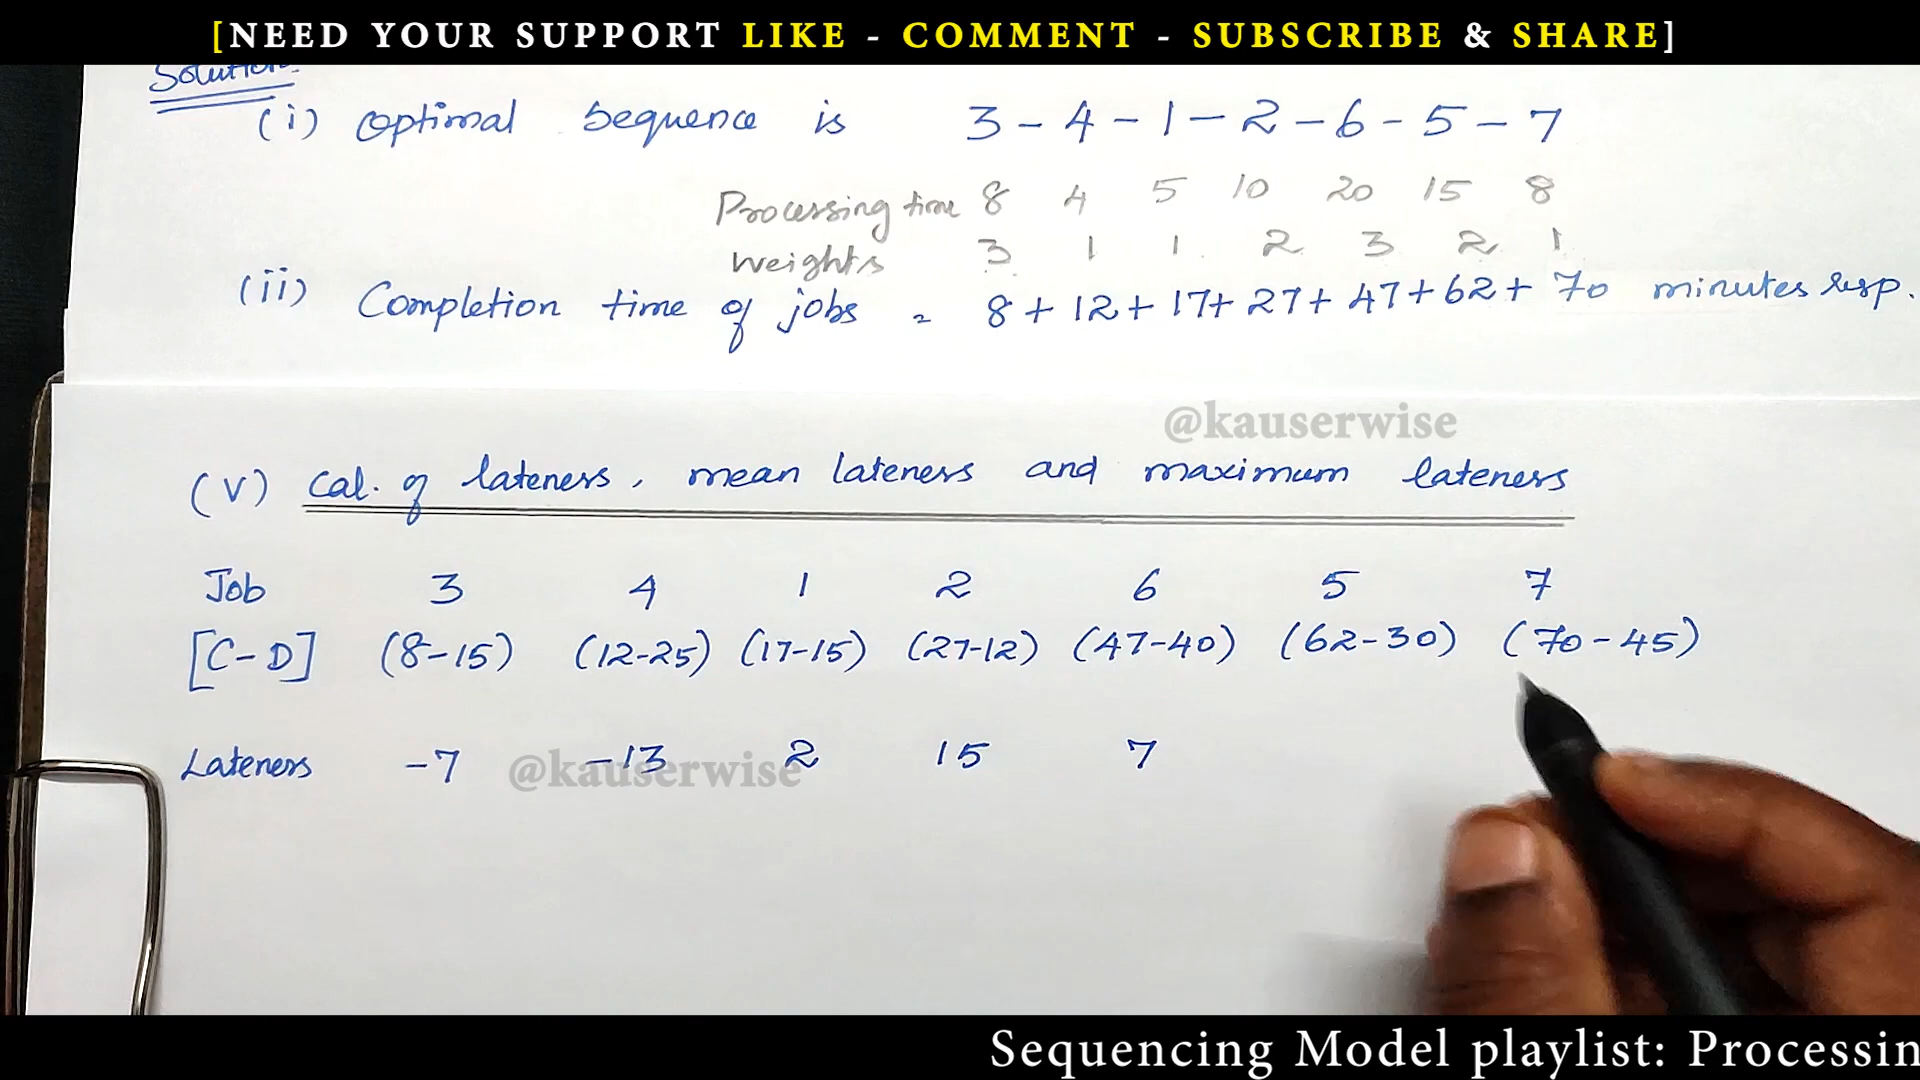 [NEED YOUR SUPPORT LIKE - COMMENT - SUBSCRIBE & SHARE]
Solution:
(i) Optimal Sequence is 3 - 4 - 1 - 2 - 6 - 5 - 7
Processing time 8 4 5 10 20 15 8
Weights 3 1 1 2 3 2 1
(ii) Completion time of jobs = 8 + 12 + 17 + 27 + 47 + 62 + 70 minutes resp.
@kauserwise
(V) Cal. of lateness, mean lateness and maximum lateness
Job 3 4 1 2 6 5 7
[C-D] (8-15) (12-25) (17-15) (27-12) (47-40) (62-30) (70-45)
Lateness -7 -13 2 15 7
@kauserwise
Sequencing Model playlist: Processin